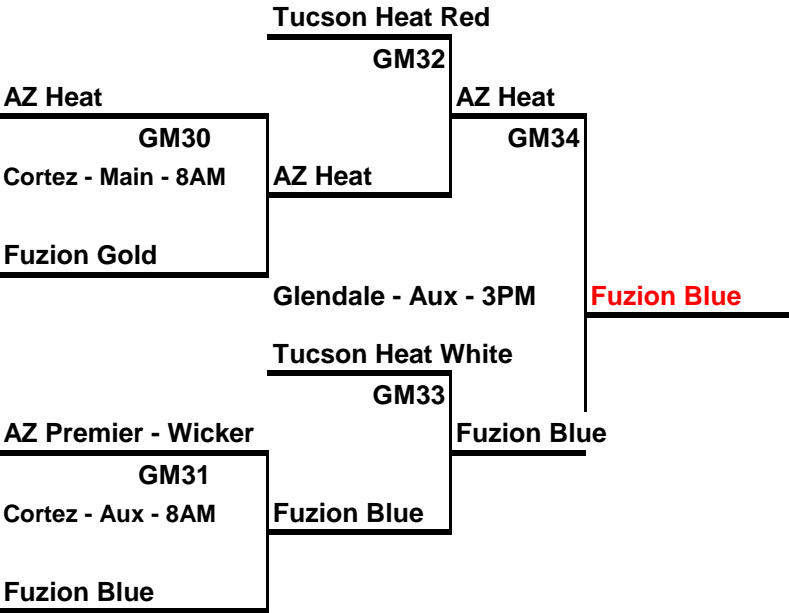 Tucson Heat Red
GM32
AZ Heat
AZ Heat
GM30
GM34
Cortez - Main - 8AM
AZ Heat
Fuzion Gold
Glendale - Aux - 3PM
Fuzion Blue
Tucson Heat White
GM33
AZ Premier - Wicker
Fuzion Blue
GM31
Cortez - Aux - 8AM
Fuzion Blue
Fuzion Blue